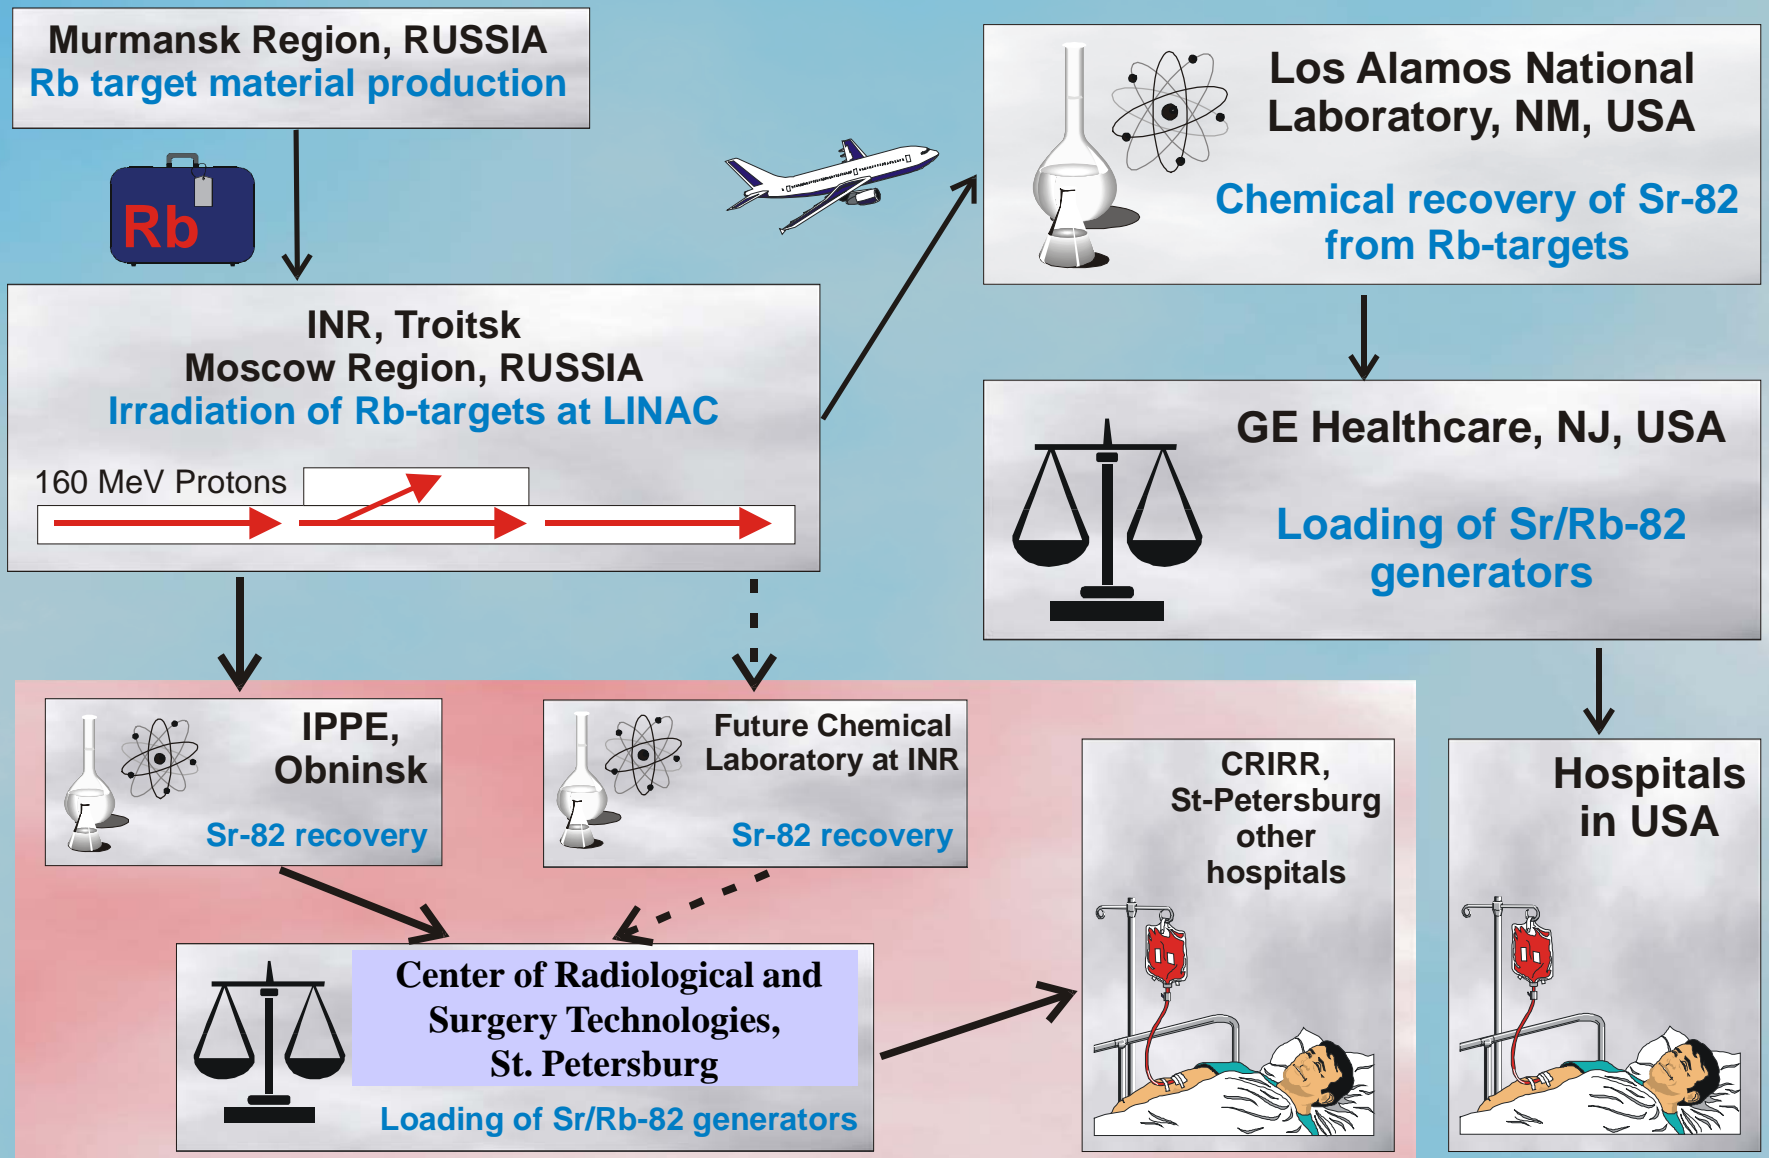 Murmansk Region, RUSSIA
Rb target material production
Rb
INR, Troitsk
Moscow Region, RUSSIA
Irradiation of Rb-targets at LINAC
160 MeV Protons
Los Alamos National
Laboratory, NM, USA
Chemical recovery of Sr-82
from Rb-targets
GE Healthcare, NJ, USA
Loading of Sr/Rb-82
generators
IPPE,
Obninsk
Sr-82 recovery
Future Chemical
Laboratory at INR
Sr-82 recovery
CRIRR,
St-Petersburg
other
hospitals
Hospitals
in USA
Center of Radiological and
Surgery Technologies,
St. Petersburg
Loading of Sr/Rb-82 generators